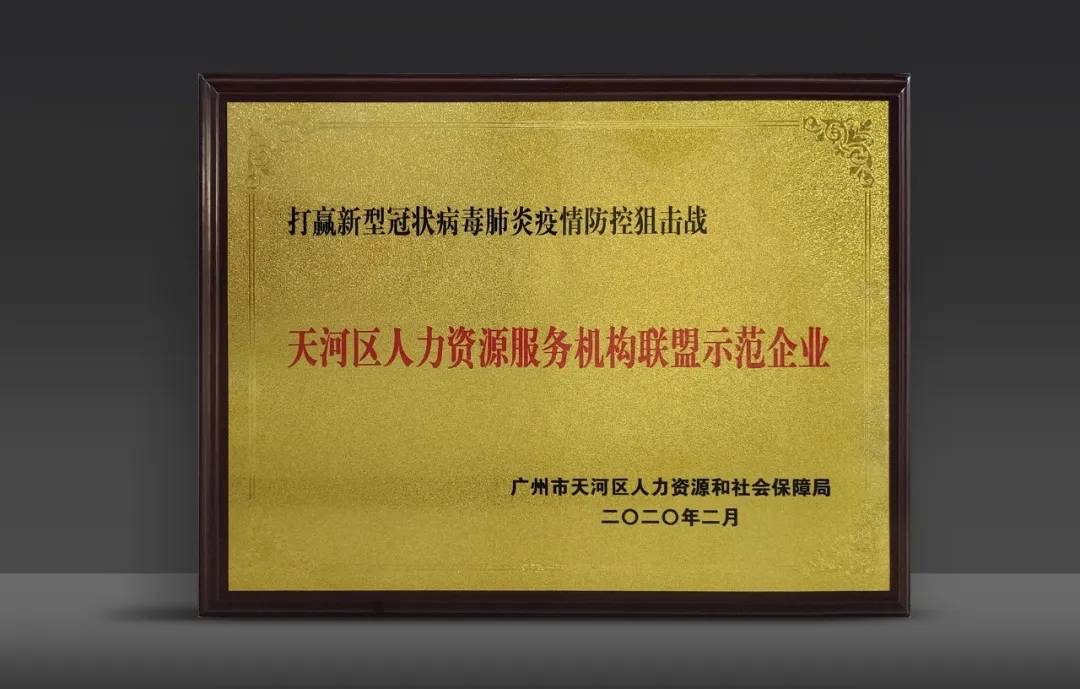 打赢新型冠状病毒肺炎疫情防控狙击战
天河区人力资源服务机构联盟示范企业
广州市天河区人力资源和社会保障局
二〇二〇年二月